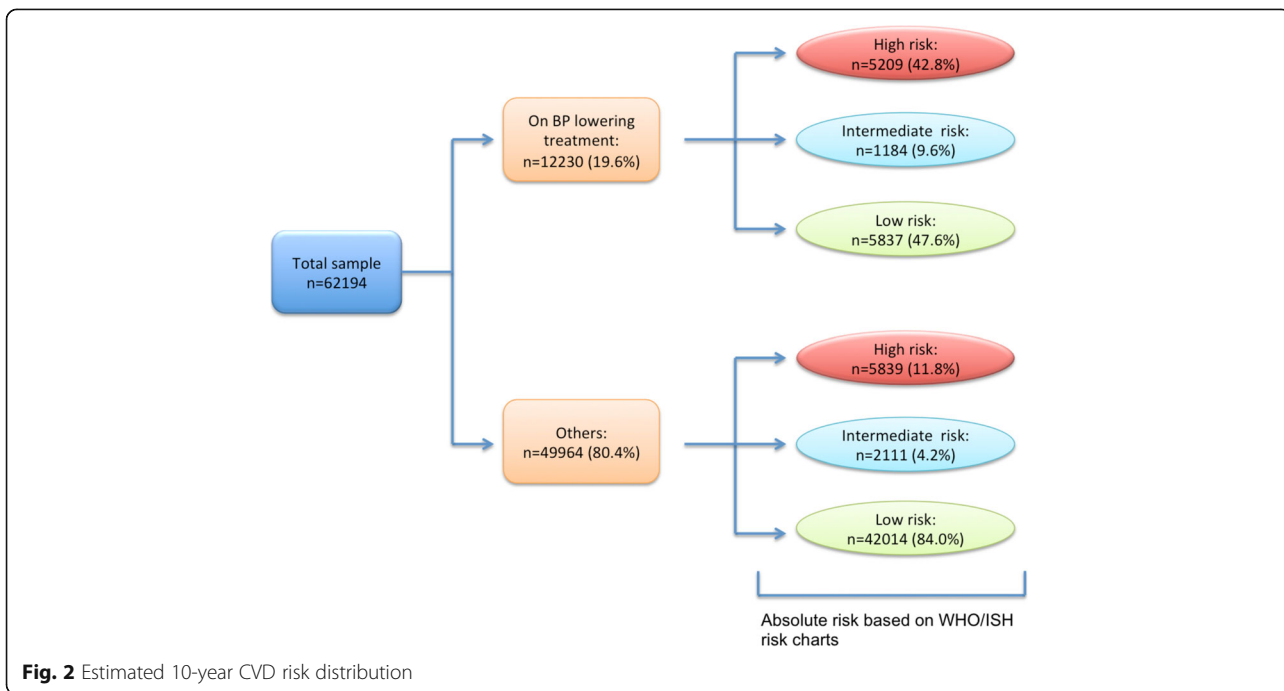 Total sample
n=62194
On BP lowering
treatment:
n=12230 (19.6%)
High risk:
n=5209 (42.8%)
Intermediate risk:
n=1184 (9.6%)
Low risk:
n=5837 (47.6%)
Others:
n=49964 (80.4%)
High risk:
n=5839 (11.8%)
Intermediate risk:
n=2111 (4.2%)
Low risk:
n=42014 (84.0%)
Absolute risk based on WHO/ISH
risk charts
Fig. 2 Estimated 10-year CVD risk distribution